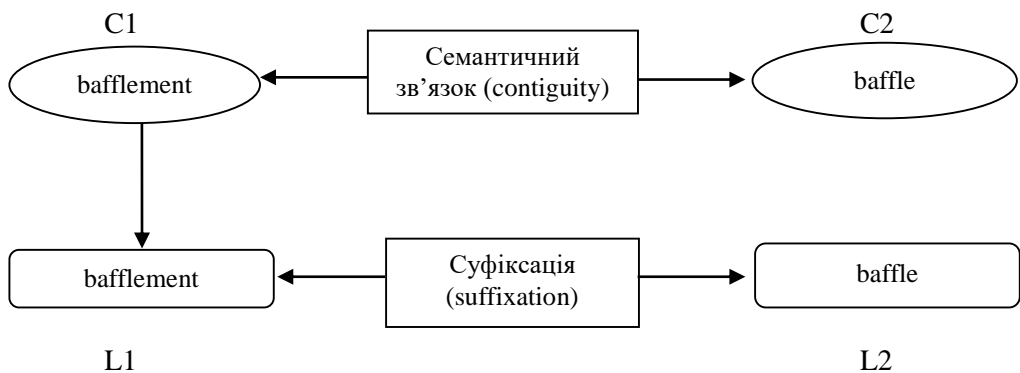 C1
C2
bafflement
Семантичний
зв’язок (contiguity)
baffle
bafflement
Суфіксація
(suffixation)
baffle
L1
L2